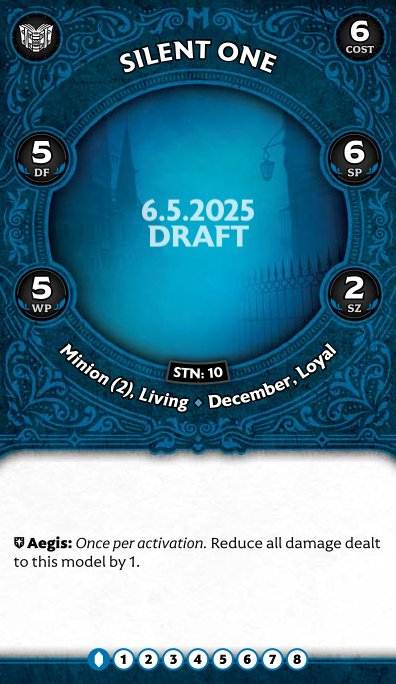 SILENT ONE
6
COST
5
DF
6
SP
6.5.2025
DRAFT
5
WP
2
SZ
STN: 10
Minion (2), Living ◆ December, Loyal
Aegis: Once per activation. Reduce all damage dealt
to this model by 1.
1 2 3 4 5 6 7 8